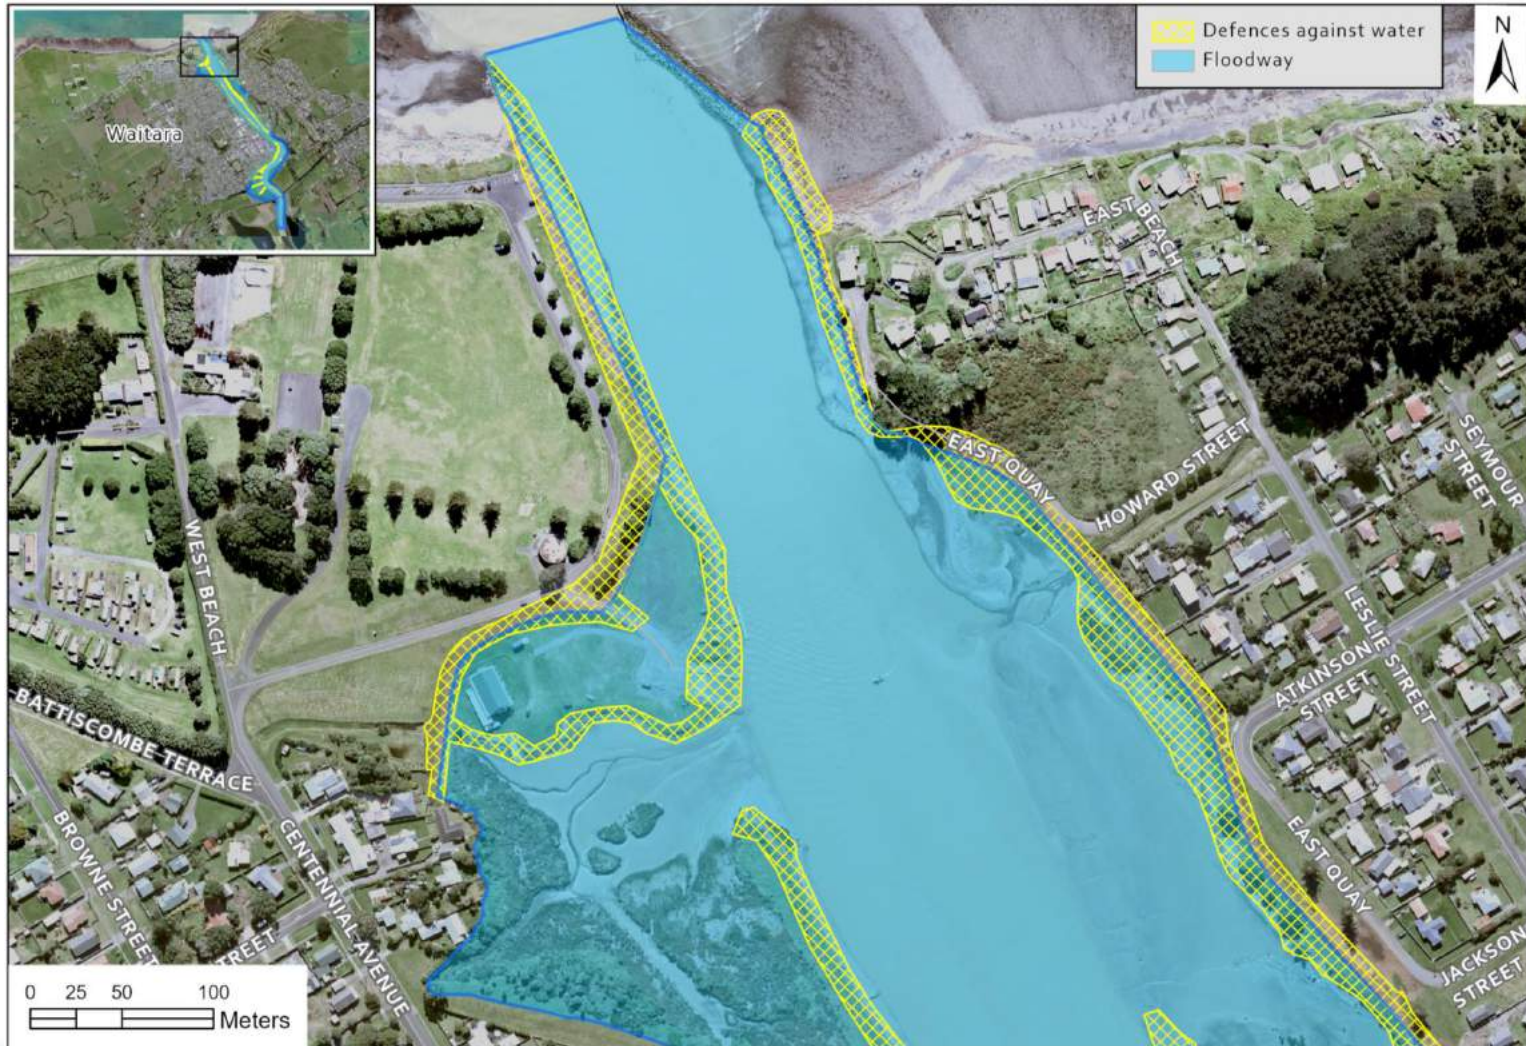 Waitara
Defences against water
Floodway
N
EAST BEACH
EAST QUAY
HOWARD STREET
SEYMOUR
STREET
WEST BEACH
LESLIE STREET
ATKINSON
STREET
BATTISCOMBE TERRACE
BROWNE STREET
STREET
CENTENNIAL AVENUE
EAST QUAY
JACKSON
STREET
0 25 50 100
Meters